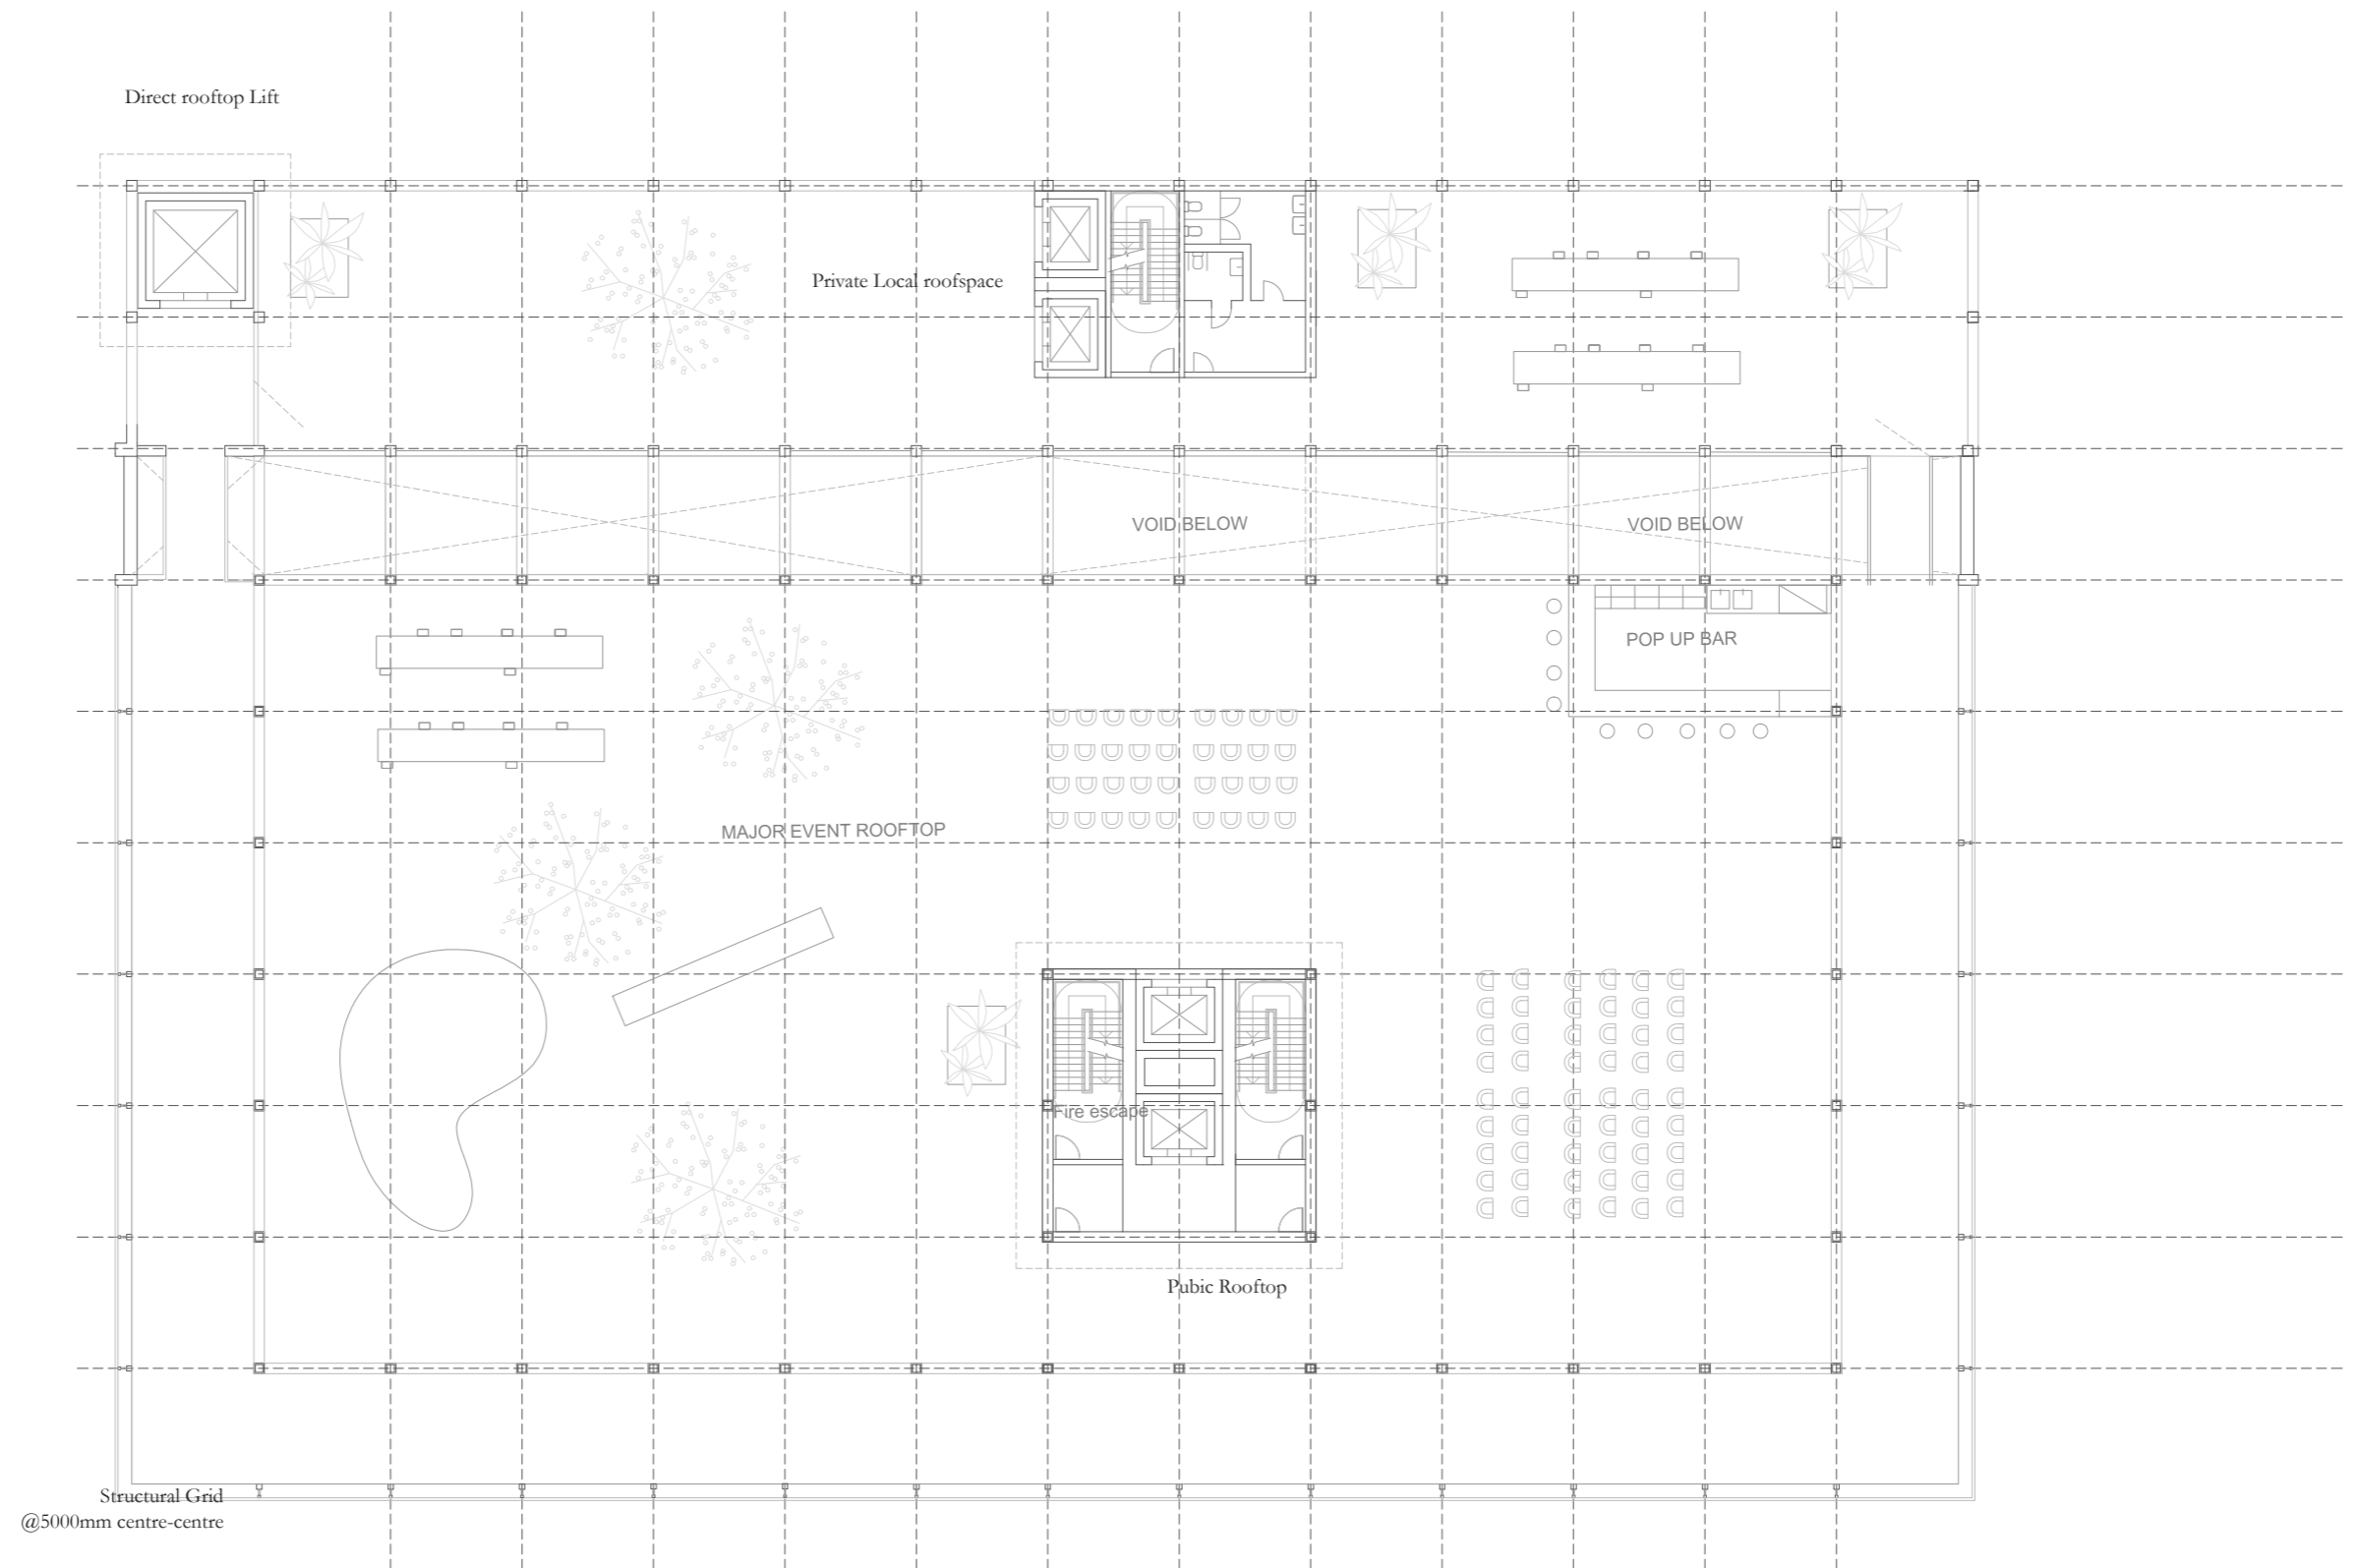 Direct rooftop Lift
Private Local roofspace
VOID BELOW
VOID BELOW
POP UP BAR
MAJOR EVENT ROOFTOP
Fire escape
Pubic Rooftop
Structural Grid
@5000mm centre-centre